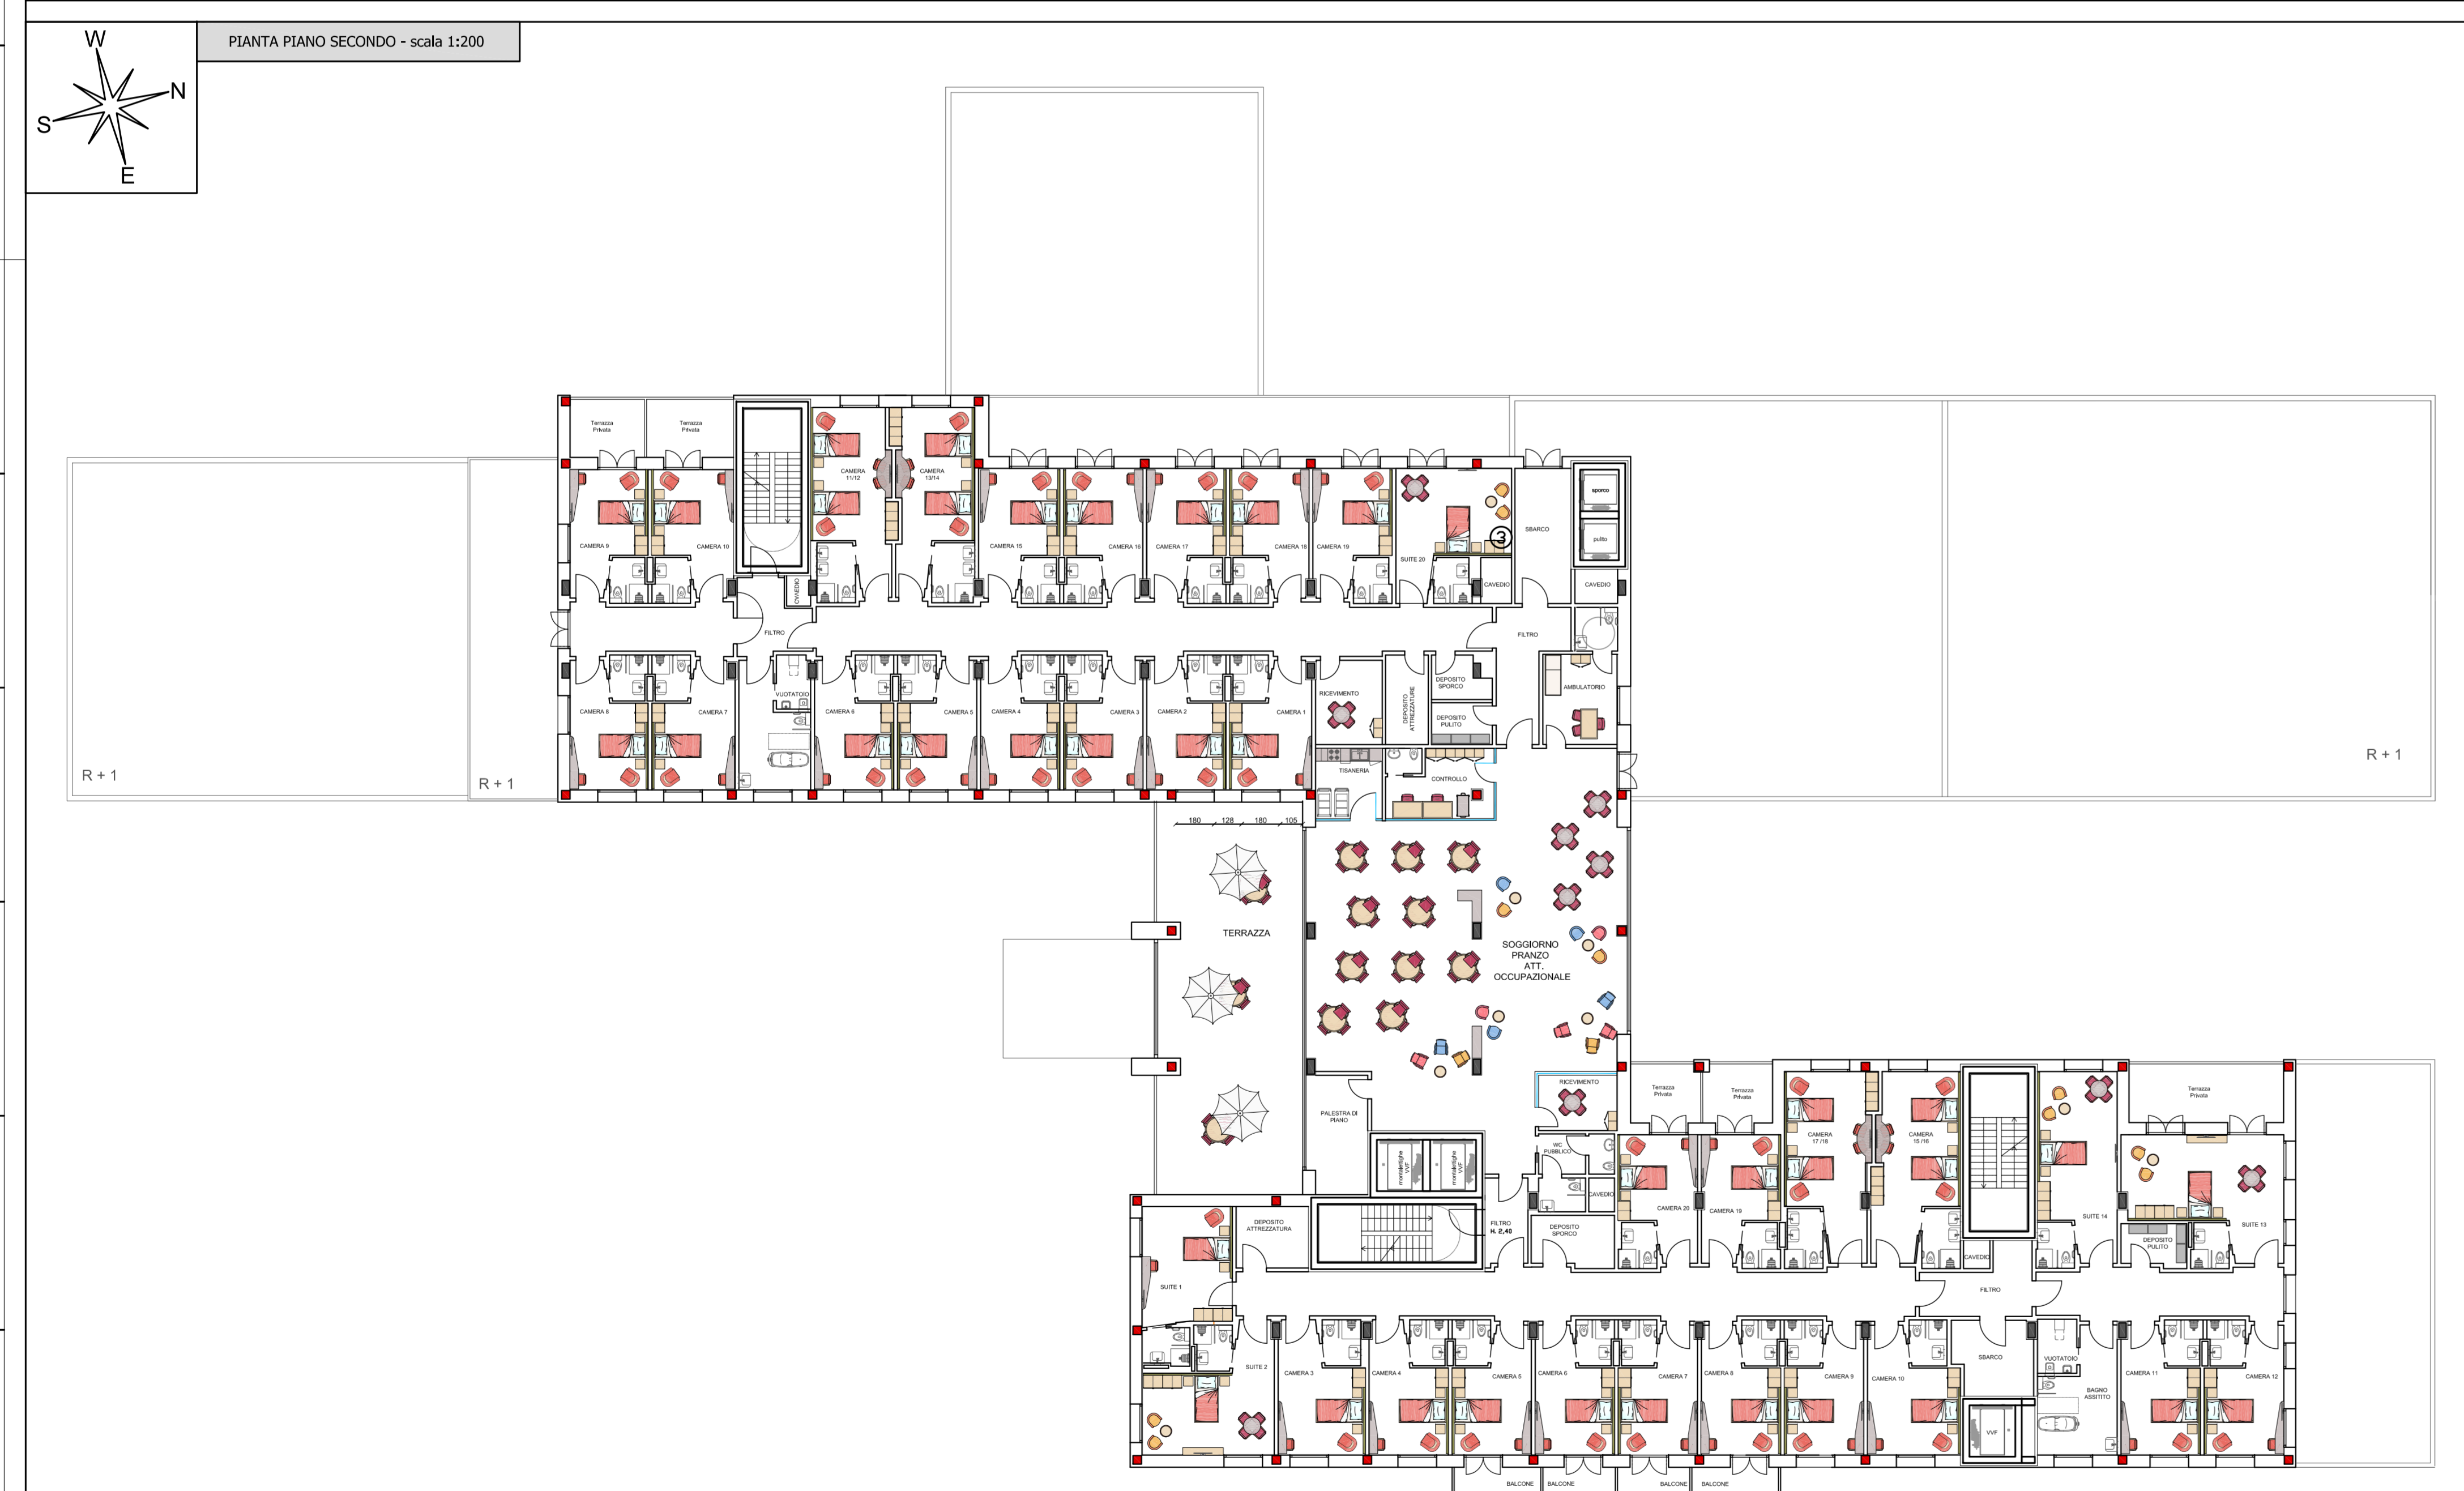 W
N
S
E
PIANTA PIANO SECONDO - scala 1:200
Terrazza
Privata
Terrazza
Privata
CAMERA
11/12
CAMERA
13/14
sporco
pulito
SBARCO
3
CAMERA 9
CAMERA 10
CAMERA 15
CAMERA 16
CAMERA 17
CAMERA 18
CAMERA 19
SUITE 20
CAVEDIO
CAVEDIO
CAVEDIO
FILTRO
FILTRO
VUOTATOIO
CAMERA 8
CAMERA 7
CAMERA 6
CAMERA 5
CAMERA 4
CAMERA 3
CAMERA 2
CAMERA 1
RICEVIMENTO
DEPOSITO
ATTREZZATURE
DEPOSITO
SPORCO
DEPOSITO
PULITO
AMBULATORIO
TISANERIA
CONTROLLO
R + 1
R + 1
R + 1
180
128
180
105
TERRAZZA
SOGGIORNO
PRANZO
ATT.
OCCUPAZIONALE
PALESTRA DI
PIANO
RICEVIMENTO
WC
PUBBLICO
montalettighe
VVF
montalettighe
VVF
CAVEDIO
Terrazza
Privata
Terrazza
Privata
Terrazza
Privata
CAMERA
17 /18
CAMERA
15 /16
DEPOSITO
ATTREZZATURA
FILTRO
H. 2,40
DEPOSITO
SPORCO
CAMERA 20
CAMERA 19
SUITE 14
SUITE 13
DEPOSITO
PULITO
CAVEDIO
SUITE 1
FILTRO
SUITE 2
CAMERA 3
CAMERA 4
CAMERA 5
CAMERA 6
CAMERA 7
CAMERA 8
CAMERA 9
CAMERA 10
SBARCO
VUOTATOIO
BAGNO
ASSITITO
CAMERA 11
CAMERA 12
VVF
BALCONE
BALCONE
BALCONE
BALCONE